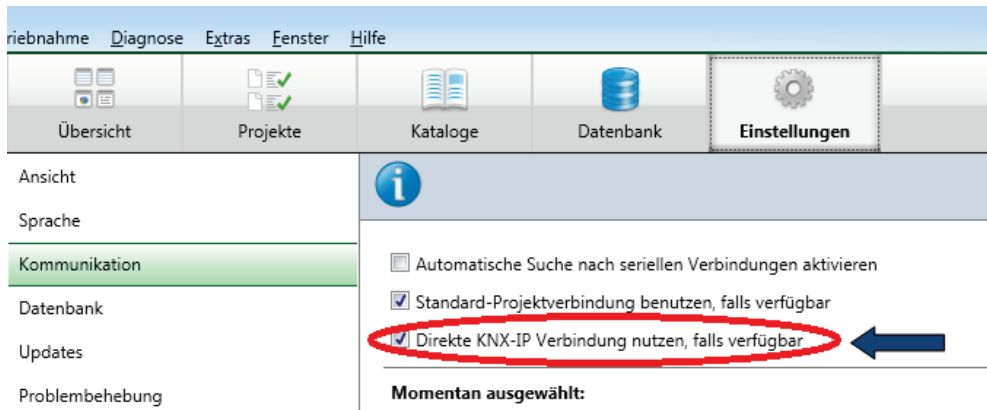 riebnahme Diagnose Extras Fenster Hilfe
Übersicht Projekte Kataloge Datenbank Einstellungen
Ansicht
Sprache
Kommunikation
Datenbank
Updates
Problembehebung
Automatische Suche nach seriellen Verbindungen aktivieren
Standard-Projektverbindung benutzen, falls verfügbar
Direkte KNX-IP Verbindung nutzen, falls verfügbar
Momentan ausgewählt: